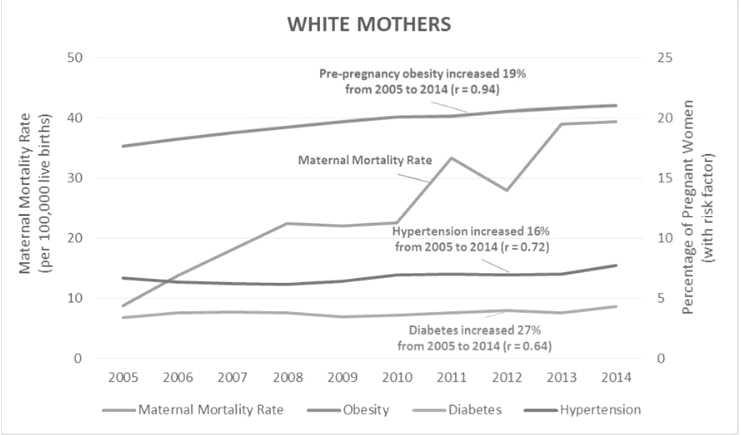 WHITE MOTHERS
50
40
30
20
10
0
Maternal Mortality Rate
(per 100,000 live births)
25
20
15
10
5
0
Percentage of Pregnant Women
(with risk factor)
Pre-pregnancy obesity increased 19%
from 2005 to 2014 (r = 0.94)
Maternal Mortality Rate
Hypertension increased 16%
from 2005 to 2014 (r = 0.72)
Diabetes increased 27%
from 2005 to 2014 (r = 0.64)
2005 2006 2007 2008 2009 2010 2011 2012 2013 2014
Maternal Mortality Rate Obesity Diabetes Hypertension